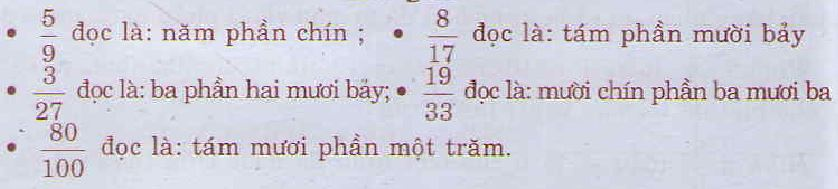 • 5/9 đọc là: năm phần chín ; • 8/17 đọc là: tám phần mười bảy
• 3/27 đọc là: ba phần hai mươi bảy; • 19/33 đọc là: mười chín phần ba mươi ba
• 80/100 đọc là: tám mươi phần một trăm.